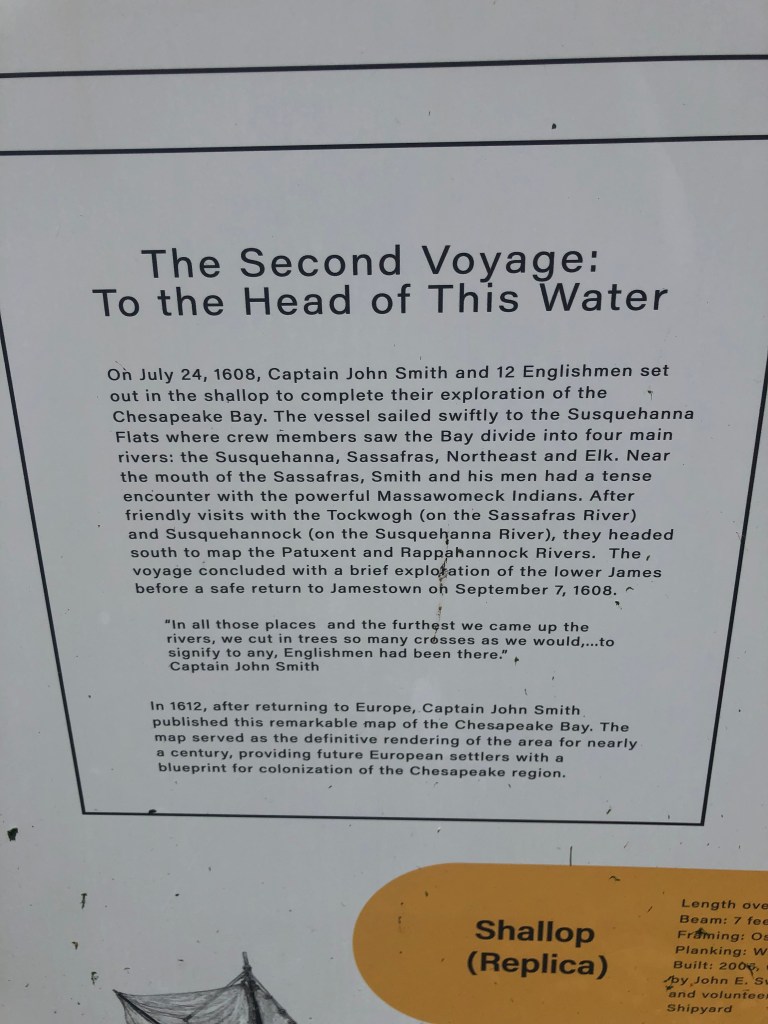 The Second Voyage:
To the Head of This Water
On July 24, 1608, Captain John Smith and 12 Englishmen set
out in the shallop to complete their exploration of the
Chesapeake Bay. The vessel sailed swiftly to the Susquehanna
Flats where crew members saw the Bay divide into four main
rivers: the Susquehanna, Sassafras, Northeast and Elk. Near
the mouth of the Sassafras, Smith and his men had a tense
encounter with the powerful Massawomeck Indians. After
friendly visits with the Tockwogh (on the Sassafras River)
and Susquehannock (on the Susquehanna River), they headed
south to map the Patuxent and Rappahannock Rivers. The
voyage concluded with a brief exploration of the lower James
before a safe return to Jamestown on September 7, 1608.
"In all those places and the furthest we came up the
rivers, we cut in trees so many crosses as we would,...to
signify to any, Englishmen had been there."
Captain John Smith
In 1612, after returning to Europe, Captain John Smith
published this remarkable map of the Chesapeake Bay. The
map served as the definitive rendering of the area for nearly
a century, providing future European settlers with a
blueprint for colonization of the Chesapeake region.
Shallop
(Replica)
Length ove
Beam: 7 fee
Framing: Os
Planking: W
Built: 2006,
by John E. Sw
and voluntee
Shipyard